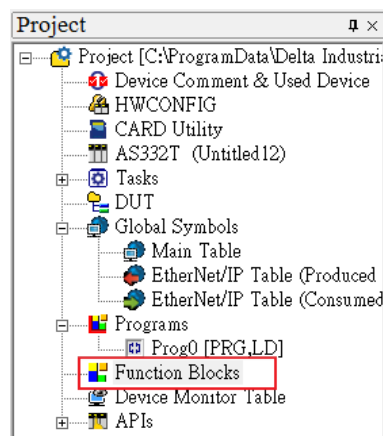 Project
Project [C:\ProgramData\Delta Industri
Device Comment & Used Device
HWCONFIG
CARD Utility
AS332T (Untitled12)
Tasks
DUT
Global Symbols
Main Table
EtherNet/IP Table (Produced
EtherNet/IP Table (Consumed
Programs
Prog0 [PRG,LD]
Function Blocks
Device Monitor Table
APIs